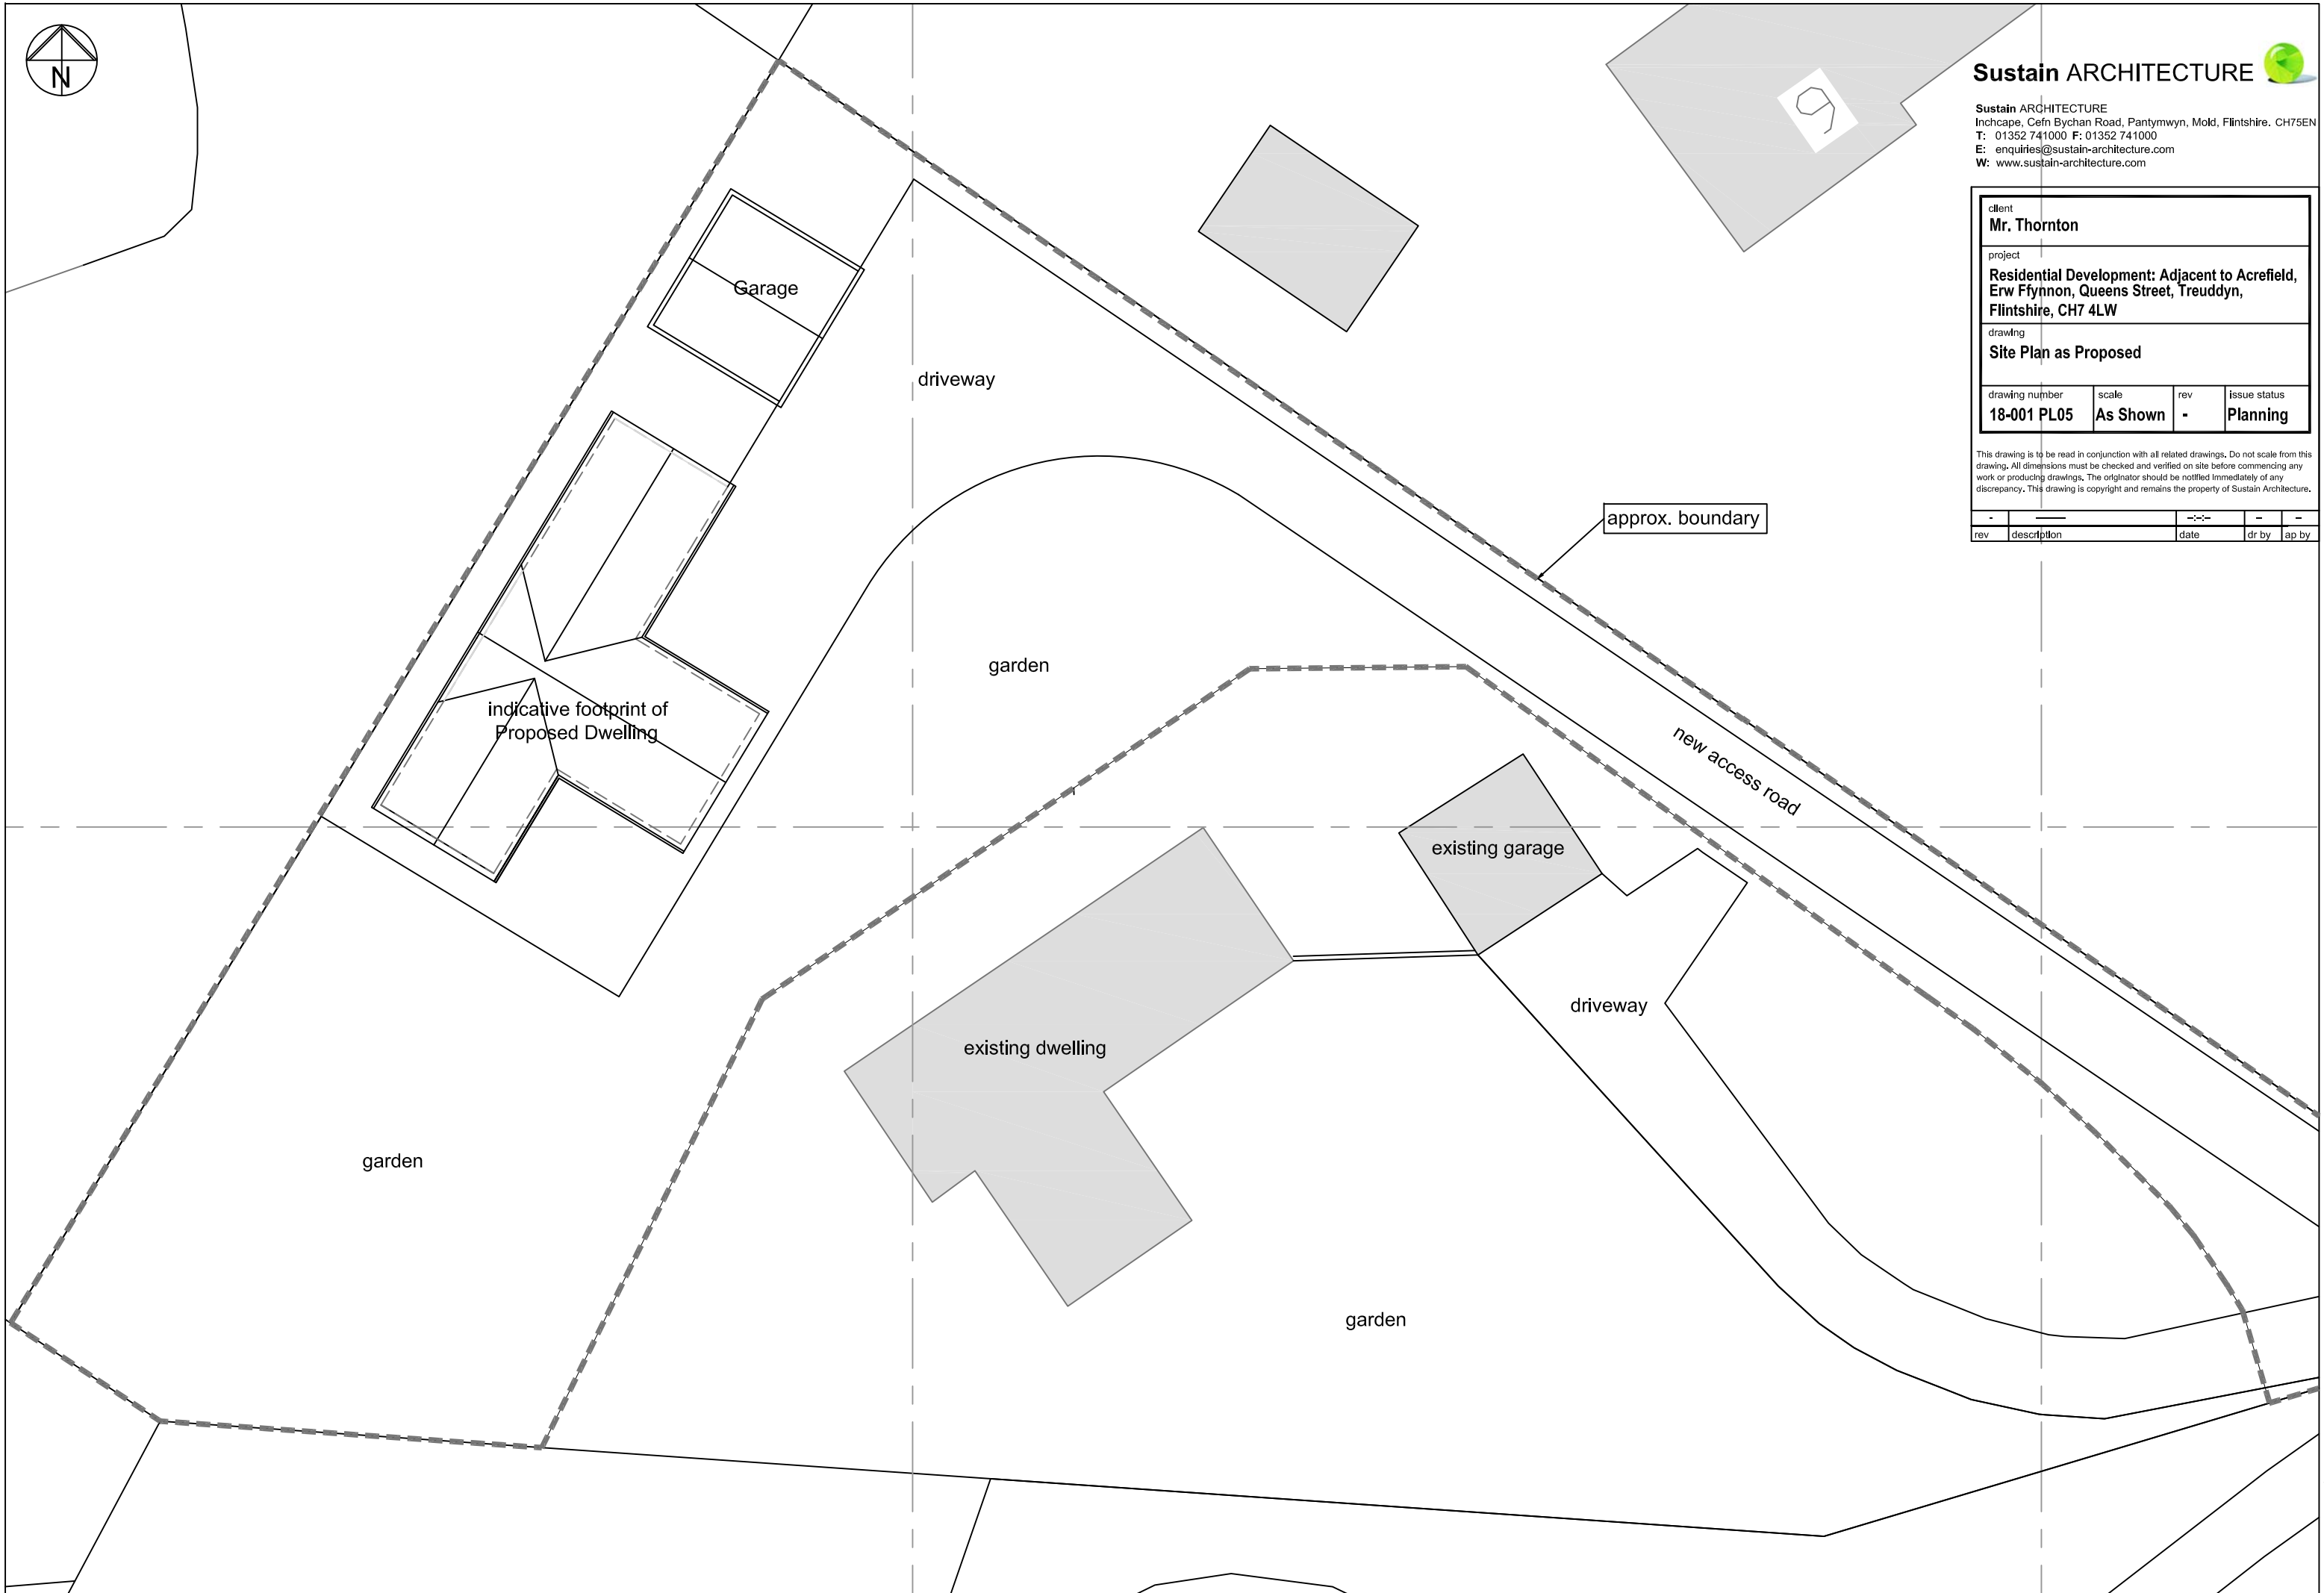 N
Sustain ARCHITECTURE
Sustain ARCHITECTURE
Inchcape, Cefn Bychan Road, Pantymwyn, Mold, Flintshire. CH75EN
T: 01352 741000 F: 01352 741000
E: enquiries@sustain-architecture.com
W: www.sustain-architecture.com
client
Mr. Thornton
project
Residential Development: Adjacent to Acrefield,
Erw Ffynnon, Queens Street, Treuddyn,
Flintshire, CH7 4LW
drawing
Site Plan as Proposed
drawing number scale rev issue status
18-001 PL05 As Shown - Planning
This drawing is to be read in conjunction with all related drawings. Do not scale from this
drawing. All dimensions must be checked and verified on site before commencing any
work or producing drawings. The originator should be notified immediately of any
discrepancy. This drawing is copyright and remains the property of Sustain Architecture.
- —— -:-:- - -
rev description date dr by ap by
9
Garage
driveway
approx. boundary
garden
indicative footprint of
Proposed Dwelling
new access road
existing garage
driveway
existing dwelling
garden
garden